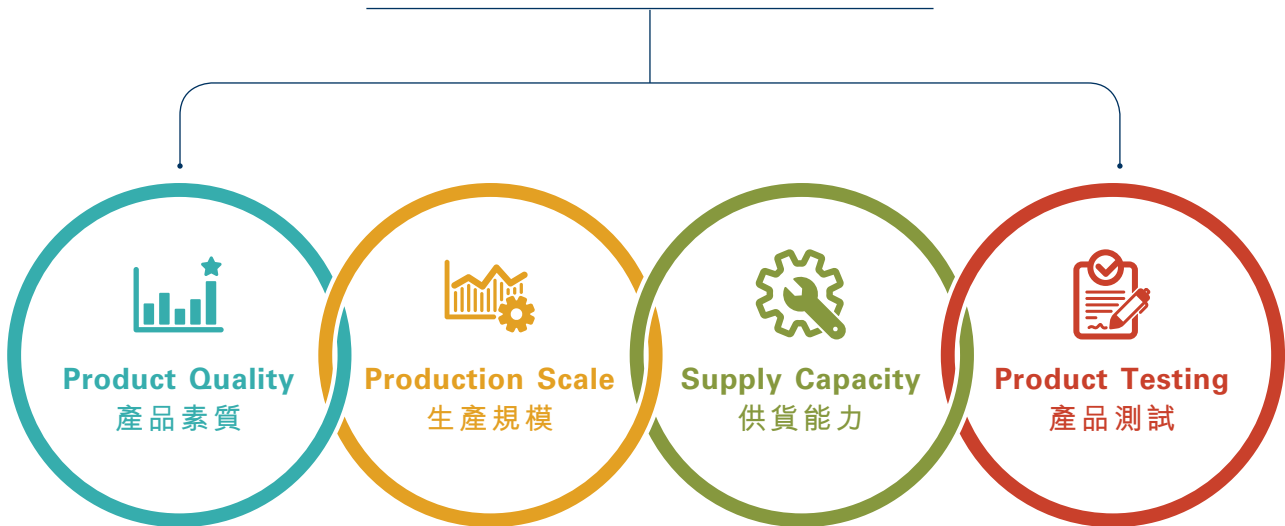 Product Quality
產品素質
Production Scale
生產規模
Supply Capacity
供貨能力
Product Testing
產品測試